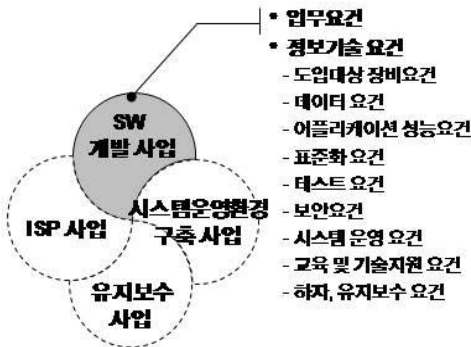 • 업무요건
• 정보기술 요건
- 도입대상 장비요건
- 데이터 요건
- 어플리케이션 성능요건
- 표준화 요건
- 테스트 요건
- 보안요건
- 시스템 운영 요건
- 교육 및 기술지원 요건
- 하자, 유지보수 요건
SW
개발 사업
ISP 사업
시스템운영환경
구축 사업
유지보수
사업